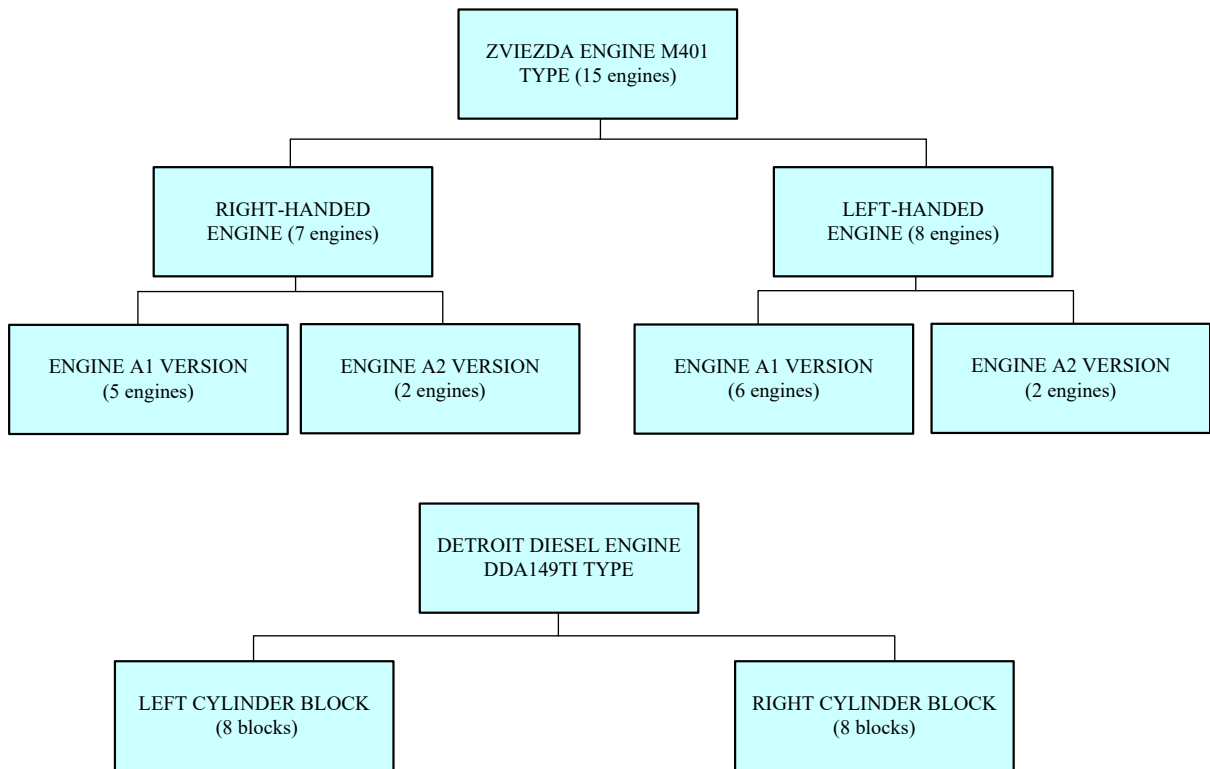 ZVIEZDA ENGINE M401
TYPE (15 engines)
RIGHT-HANDED
ENGINE (7 engines)
LEFT-HANDED
ENGINE (8 engines)
ENGINE A1 VERSION
(5 engines)
ENGINE A2 VERSION
(2 engines)
ENGINE A1 VERSION
(6 engines)
ENGINE A2 VERSION
(2 engines)
DETROIT DIESEL ENGINE
DDA149TI TYPE
LEFT CYLINDER BLOCK
(8 blocks)
RIGHT CYLINDER BLOCK
(8 blocks)